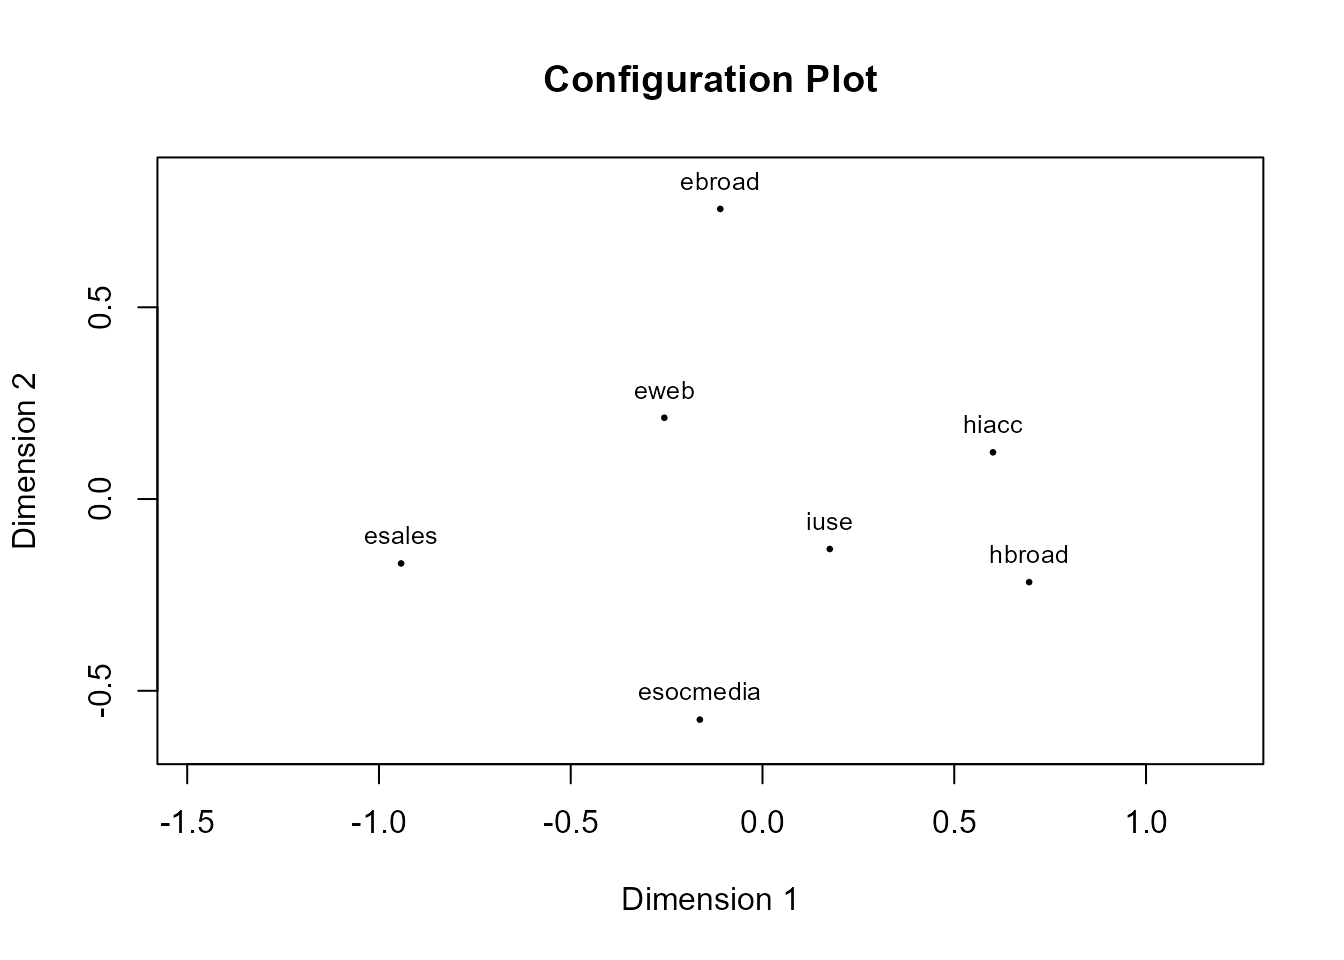 Configuration Plot
ebroad
0.5
eweb
hiacc
Dimension 2
0.0
iuse
esales
hbroad
-0.5
esocmedia
-1.5 -1.0 -0.5 0.0 0.5 1.0
Dimension 1